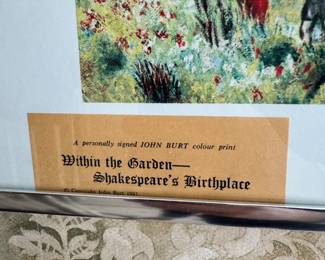 A personally signed JOHN BURT colour print
Within the Garden—
Shakespeare's Birthplace
© Copyright John Burt